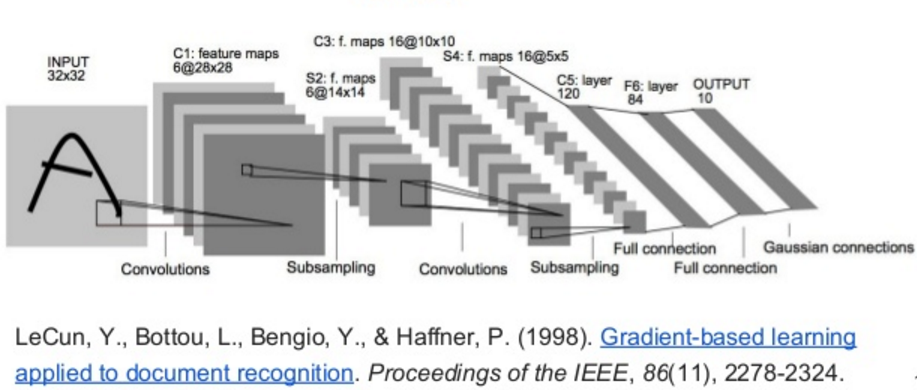 INPUT
32x32
C1: feature maps
6@28x28
S2: f. maps
6@14x14
C3: f. maps 16@10x10
S4: f. maps 16@5x5
C5: layer
120
F6: layer
84
OUTPUT
10
A
Convolutions
Subsampling
Convolutions
Subsampling
Full connection
Full connection
Gaussian connections
LeCun, Y., Bottou, L., Bengio, Y., & Haffner, P. (1998). Gradient-based learning
applied to document recognition. Proceedings of the IEEE, 86(11), 2278-2324.